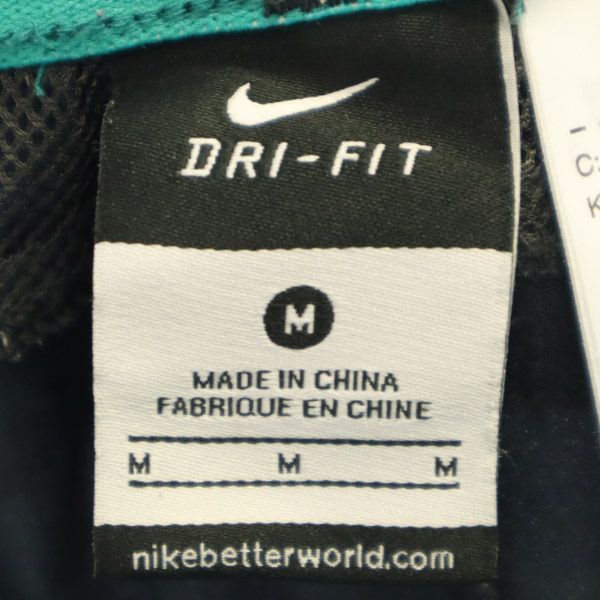 DRI-FIT
M
MADE IN CHINA
FABRIQUE EN CHINE
M M M
nikebetterworld.com
C:
K